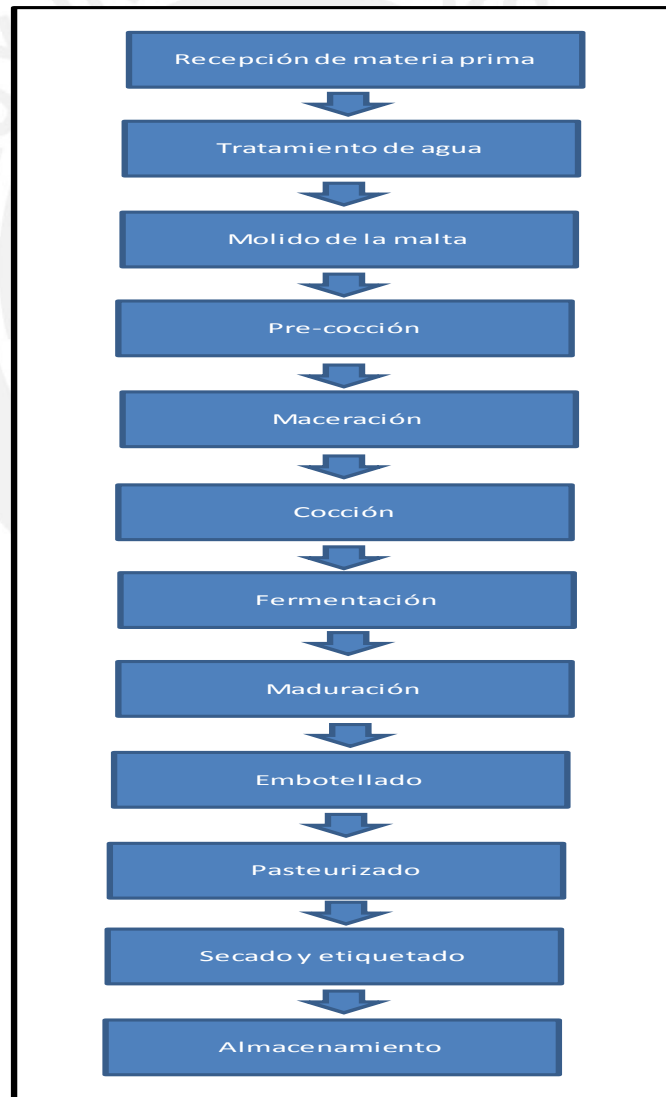 Recepción de materia prima
Tratamiento de agua
Molido de la malta
Pre-cocción
Maceración
Cocción
Fermentación
Maduración
Embotellado
Pasteurizado
Secado y etiquetado
Almacenamiento